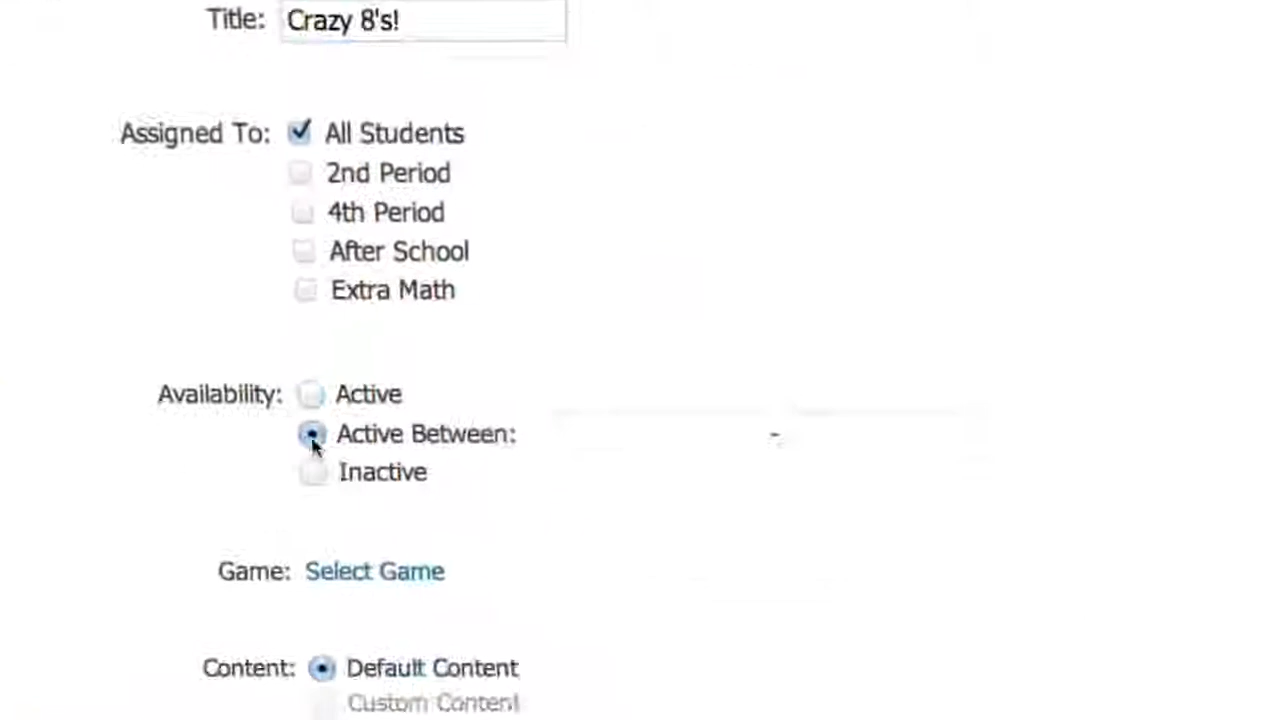 Title: Crazy 8's!
Assigned To: All Students
2nd Period
4th Period
After School
Extra Math
Availability: Active
Active Between: -
Inactive
Game: Select Game
Content: Default Content
Custom Content